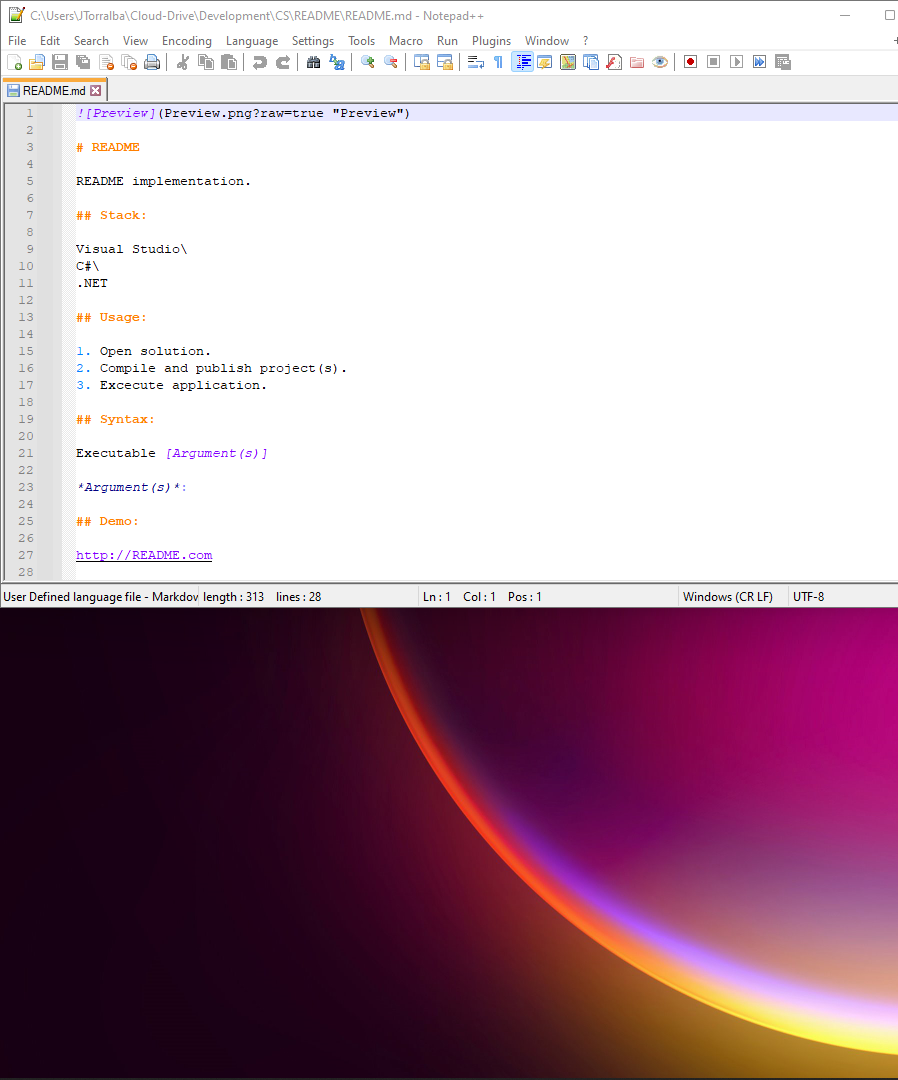 C:\Users\JTorralba\Cloud-Drive\Development\CS\README\README.md - Notepad++
File Edit Search View Encoding Language Settings Tools Macro Run Plugins Window ?
README.md
1 ![Preview](Preview.png?raw=true "Preview")
2
3 # README
4
5 README implementation.
6
7 ## Stack:
8
9 Visual Studio\
10 C#\
11 .NET
12
13 ## Usage:
14
15 1. Open solution.
16 2. Compile and publish project(s).
17 3. Excecute application.
18
19 ## Syntax:
20
21 Executable [Argument(s)]
22
23 *Argument(s)*:
24
25 ## Demo:
26
27 http://README.com
28
User Defined language file - Markdov length : 313 lines : 28 Ln : 1 Col : 1 Pos : 1 Windows (CR LF) UTF-8